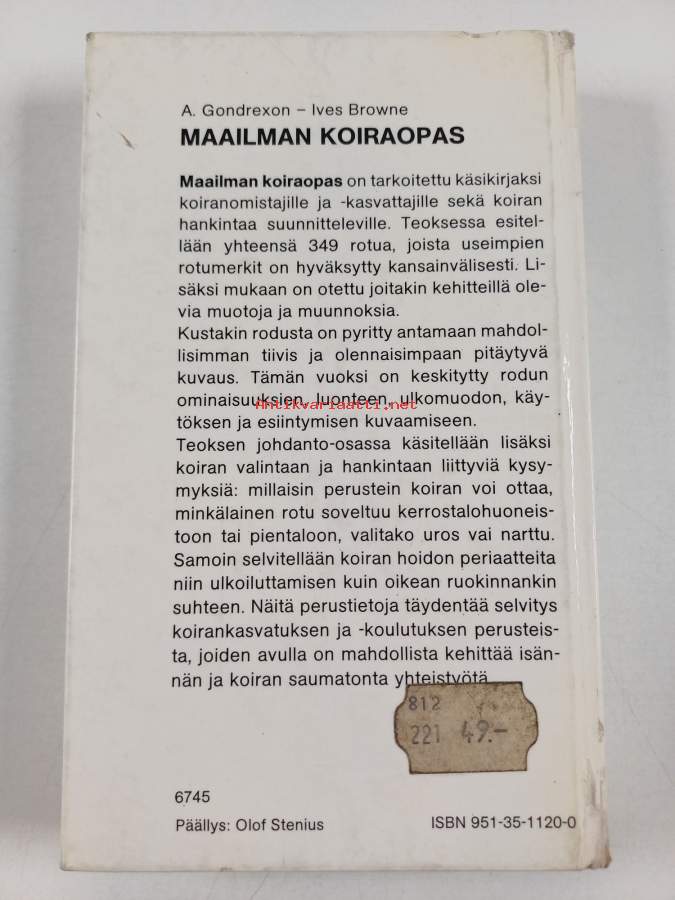 A. Gondrexon – Ives Browne
MAAILMAN KOIRAOPAS
Maailman koiraopas on tarkoitettu käsikirjaksi
koiranomistajille ja -kasvattajille sekä koiran
hankintaa suunnitteleville. Teoksessa esitel-
lään yhteensä 349 rotua, joista useimpien
rotumerkit on hyväksytty kansainvälisesti. Li-
säksi mukaan on otettu joitakin kehitteillä ole-
via muotoja ja muunnoksia.
Kustakin rodusta on pyritty antamaan mahdol-
lisimman tiivis ja olennaisimpaan pitäytyvä
kuvaus. Tämän vuoksi on keskitytty rodun
ominaisuuksien, luonteen, ulkomuodon, käy-
Antikvariaatti.net
töksen ja esiintymisen kuvaamiseen.
Teoksen johdanto-osassa käsitellään lisäksi
koiran valintaan ja hankintaan liittyviä kysy-
myksiä: millaisin perustein koiran voi ottaa,
minkälainen rotu soveltuu kerrostalohuoneis-
toon tai pientaloon, valitako uros vai narttu.
Samoin selvitellään koiran hoidon periaatteita
niin ulkoiluttamisen kuin oikean ruokinnankin
suhteen. Näitä perustietoja täydentää selvitys
koirankasvatuksen ja -koulutuksen perusteis-
ta, joiden avulla on mahdollista kehittää isän-
nän ja koiran saumatonta yhteistyötä
812
221 49.-
6745
Päällys: Olof Stenius
ISBN 951-35-1120-0